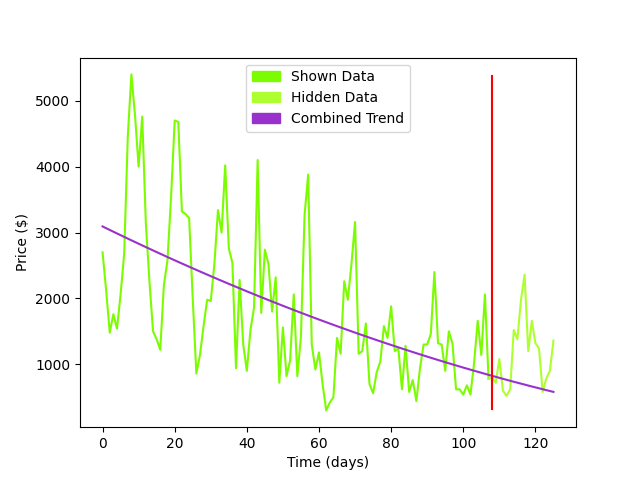 Shown Data
Hidden Data
Combined Trend
Price ($)
5000
4000
3000
2000
1000
0 20 40 60 80 100 120
Time (days)